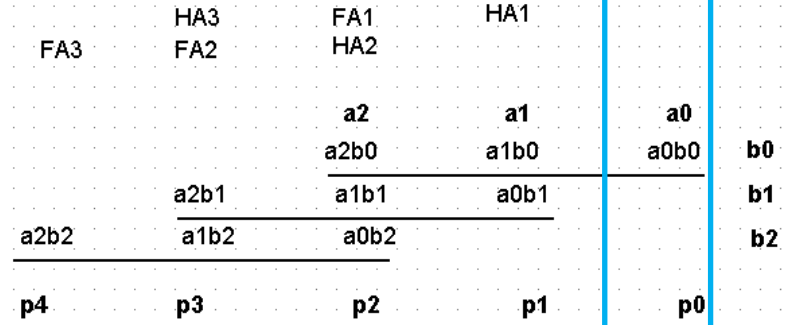 HA3 FA1 HA1
FA3 FA2 HA2
a2 a1 a0
a2b0 a1b0 a0b0 b0
a2b1 a1b1 a0b1 b1
a2b2 a1b2 a0b2 b2
p4 p3 p2 p1 p0